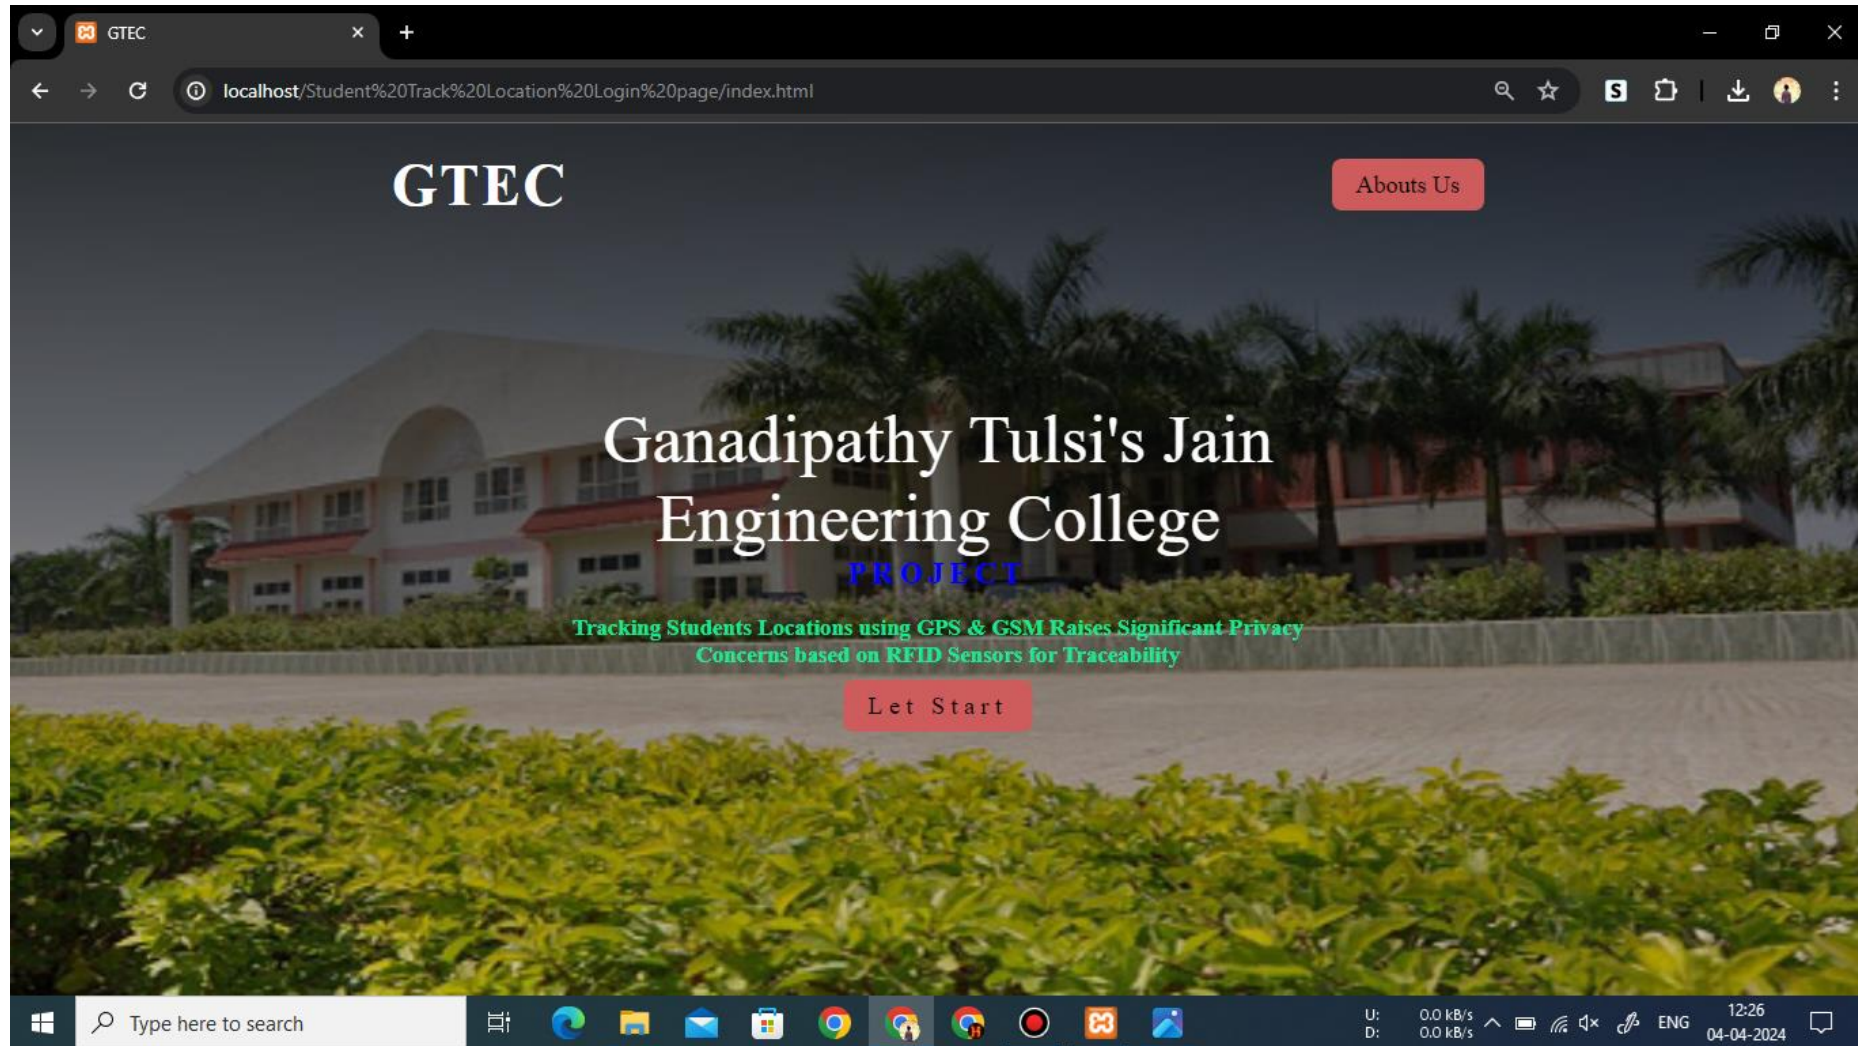 GTEC
localhost/Student%20Track%20Location%20Login%20page/index.html
S
GTEC
Abouts Us
Ganadipathy Tulsi's Jain
Engineering College
PROJECT
Tracking Students Locations using GPS & GSM Raises Significant Privacy
Concerns based on RFID Sensors for Traceability
Let Start
Type here to search
U: 0.0 kB/s
D: 0.0 kB/s
ENG
12:26
04-04-2024